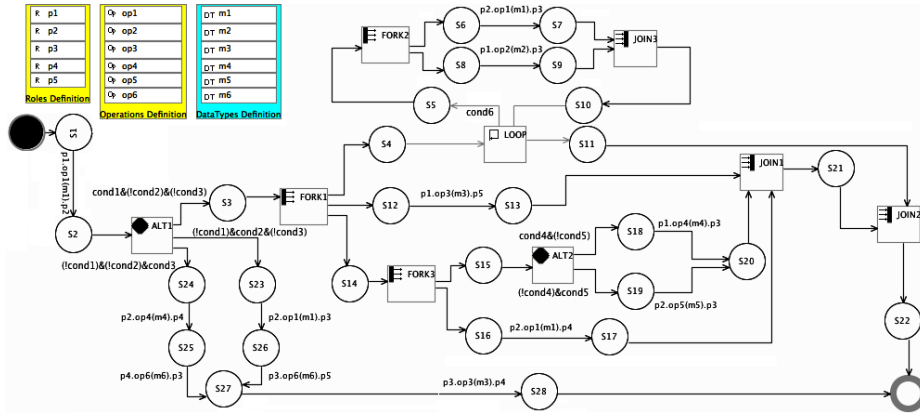 R p1
R p2
R p3
R p4
R p5
Roles Definition
Op op1
Op op2
Op op3
Op op4
Op op5
Op op6
Operations Definition
DT m1
DT m2
DT m3
DT m4
DT m5
DT m6
DataTypes Definition
FORK2
S6
p2.op1(m1).p3
S7
S8
p1.op2(m2).p3
S9
JOIN3
S5
cond6
S10
S1
p1.op1(m1).p2
S4
LOOP
S11
cond1&(!cond2)&(!cond3)
S3
FORK1
S12
p1.op3(m3).p5
S13
JOIN1
S21
JOIN2
S2
ALT1
(!cond1)&cond2&(!cond3)
(!cond1)&(!cond2)&cond3
cond4&(!cond5)
S18
p1.op4(m4).p3
S24
S23
S14
FORK3
S15
ALT2
S20
(!cond4)&cond5
S19
p2.op5(m5).p3
p2.op4(m4).p4
p2.op1(m1).p3
S16
p2.op1(m1).p4
S17
S22
S25
S26
p4.op6(m6).p3
p3.op6(m6).p5
S27
p3.op3(m3).p4
S28